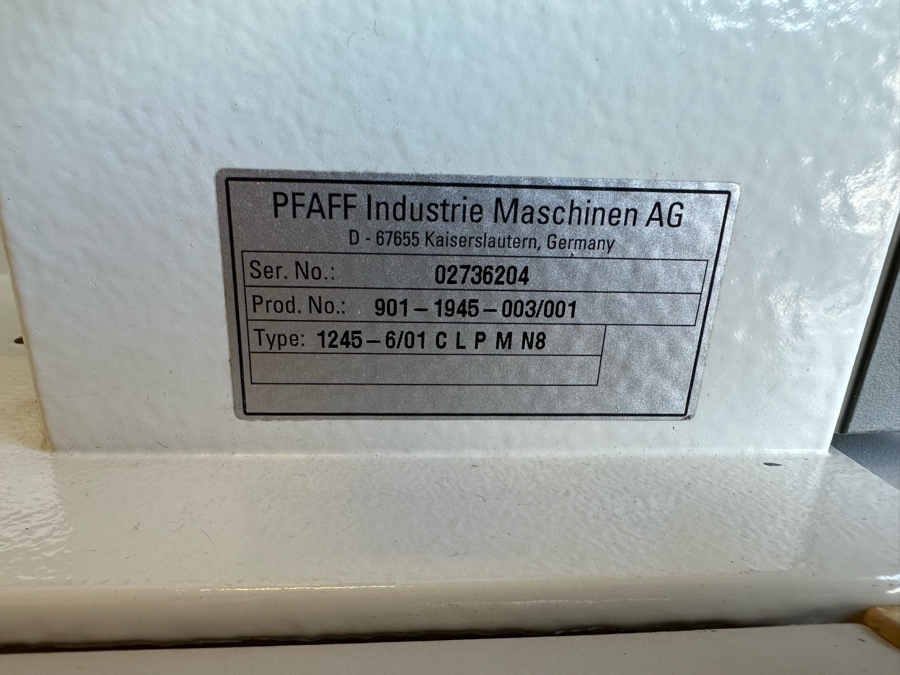 PFAFF Industrie Maschinen AG
D - 67655 Kaiserslautern, Germany
Ser. No.: 02736204
Prod. No.: 901-1945-003/001
Type: 1245-6/01 C L P M N8